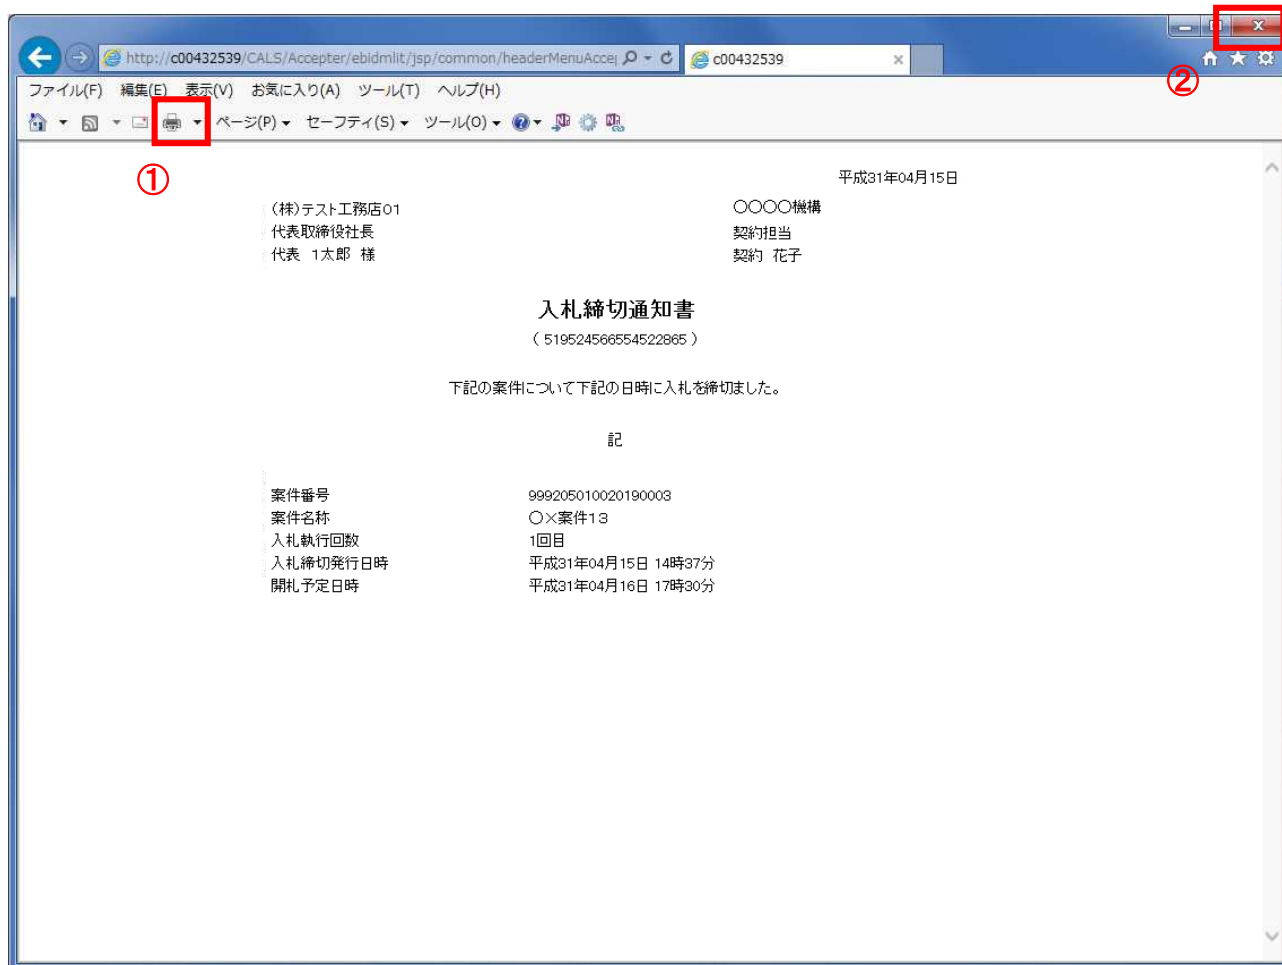 http://c00432539/CALS/Accepter/ebidmlit/jsp/common/headerMenuAcce
c00432539
②
ファイル(F) 編集(E) 表示(V) お気に入り(A) ツール(T) ヘルプ(H)
ページ(P) セーフティ(S) ツール(O)
①
平成31年04月15日
(株)テスト工務店01
〇〇〇〇機構
代表取締役社長
契約担当
代表 1太郎 様
契約 花子
入札締切通知書
( 519524566554522865 )
下記の案件について下記の日時に入札を締切ました。
記
案件番号 999205010020190003
案件名称 〇×案件13
入札執行回数 1回目
入札締切発行日時 平成31年04月15日 14時37分
開札予定日時 平成31年04月16日 17時30分